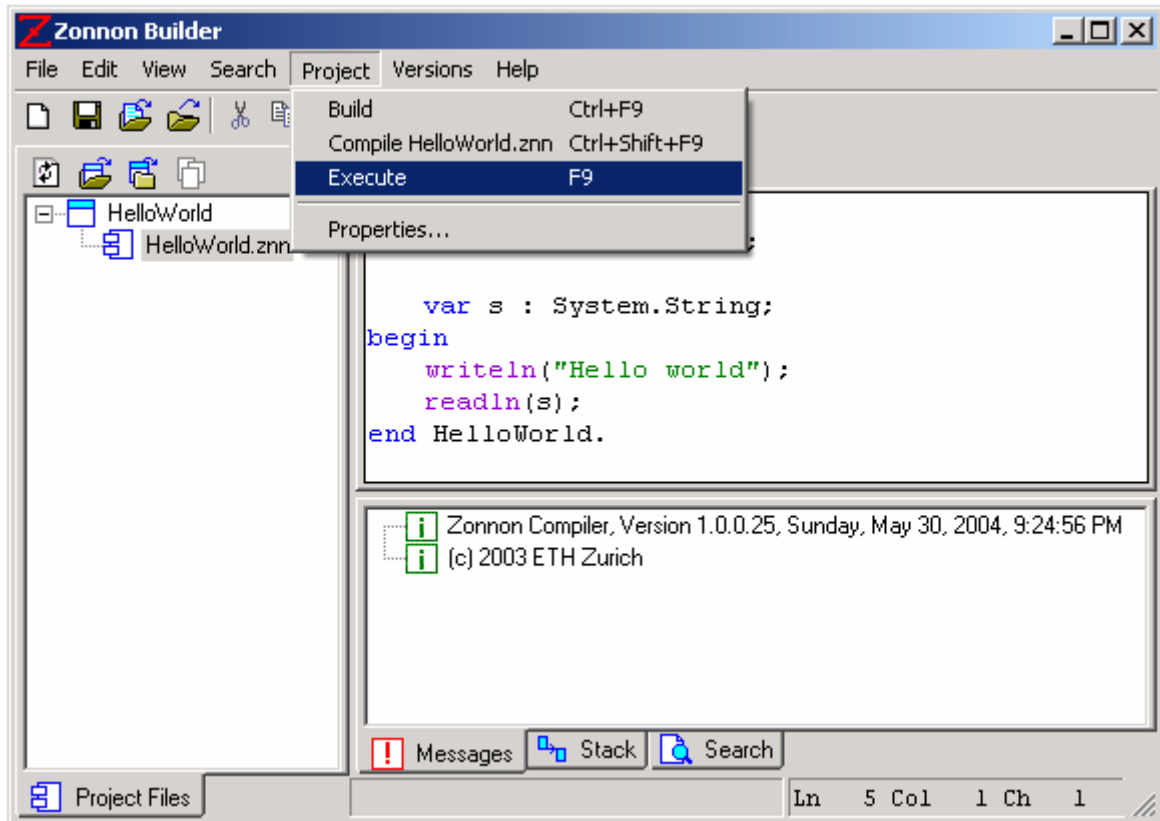 Zonnon Builder
File Edit View Search Project Versions Help
Build Ctrl+F9
Compile HelloWorld.znn Ctrl+Shift+F9
Execute F9
Properties...
HelloWorld
HelloWorld.znn
;
var s : System.String;
begin
writeln("Hello world");
readln(s);
end HelloWorld.
Zonnon Compiler, Version 1.0.0.25, Sunday, May 30, 2004, 9:24:56 PM
(c) 2003 ETH Zurich
Messages Stack Search
Project Files
Ln 5 Col 1 Ch 1